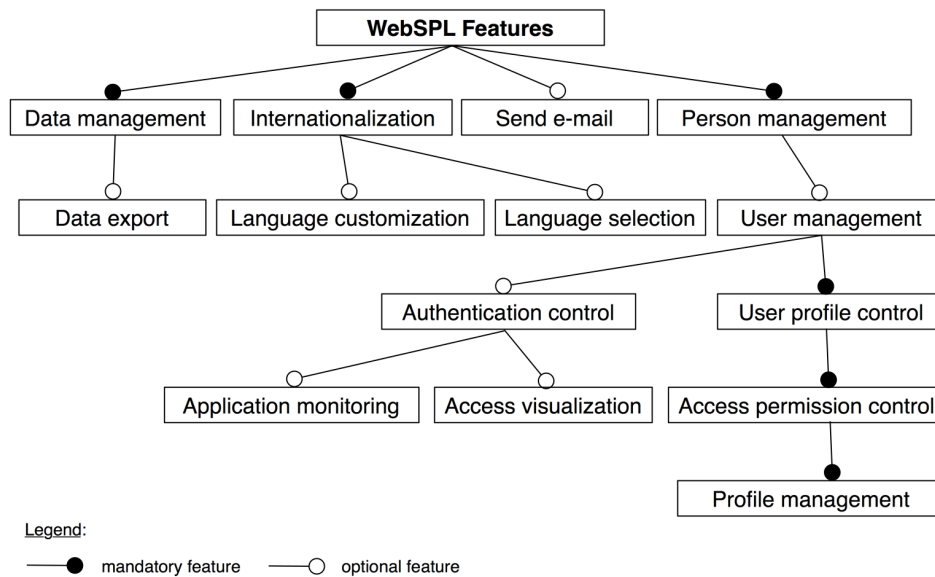 WebSPL Features
Data management
Internationalization
Send e-mail
Person management
Data export
Language customization
Language selection
User management
Authentication control
User profile control
Application monitoring
Access visualization
Access permission control
Profile management
Legend:
mandatory feature
optional feature